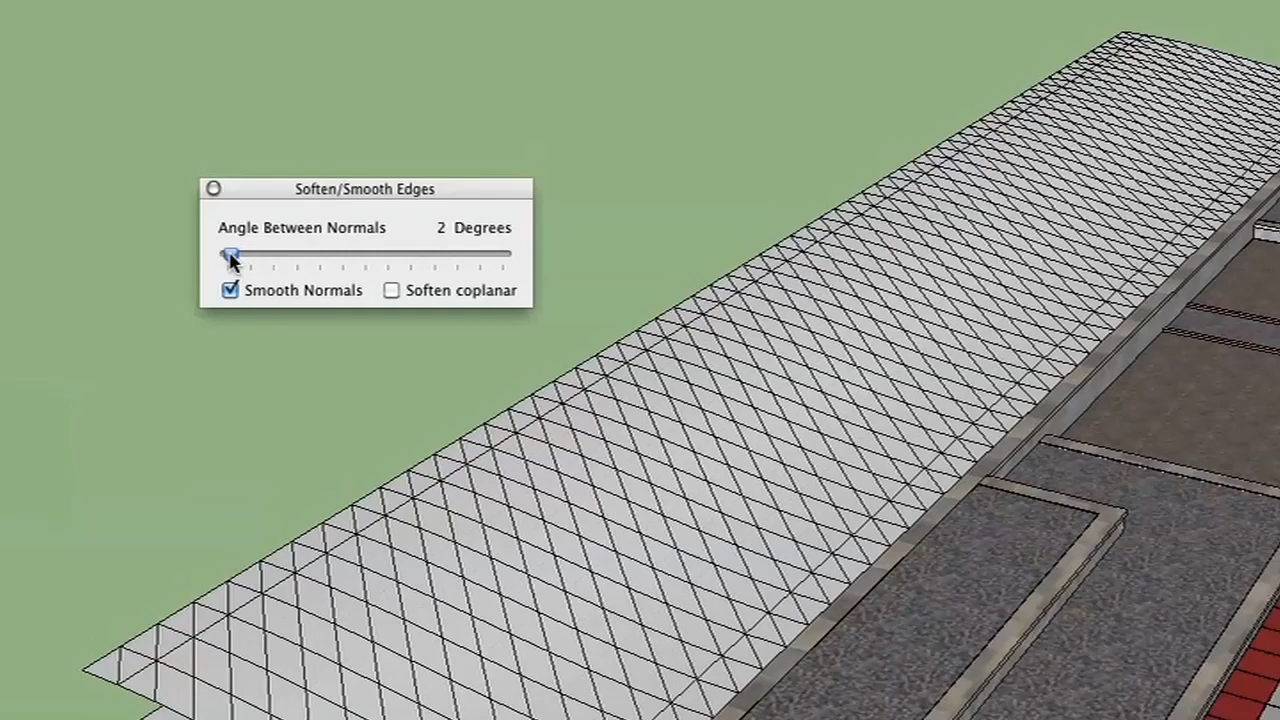 Soften/Smooth Edges
Angle Between Normals 2 Degrees
Smooth Normals Soften coplanar